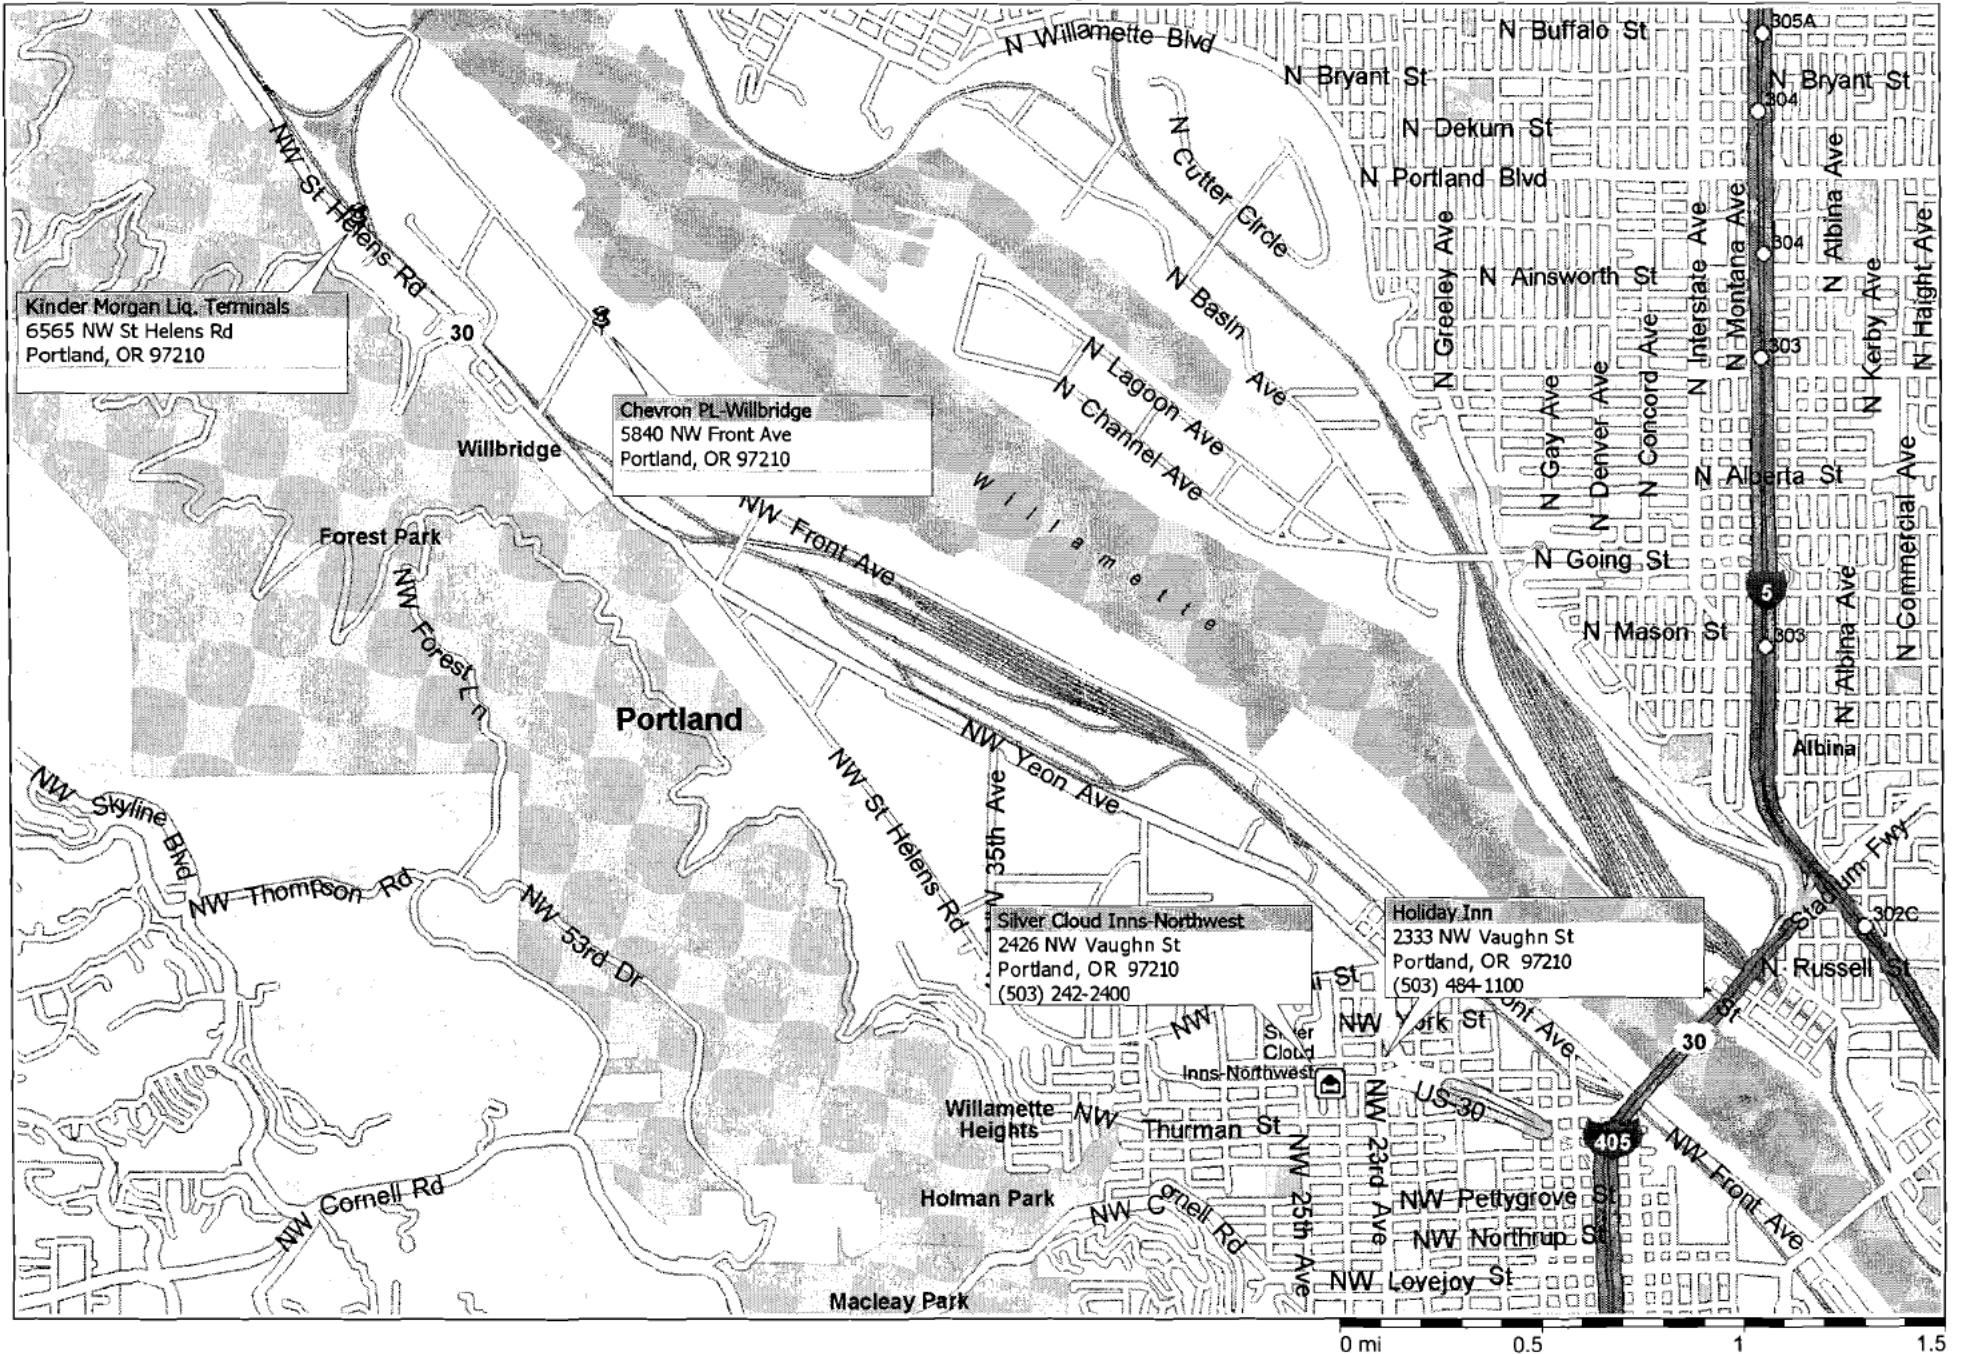 305A
N Willamette Blvd
N Buffalo St
N Bryant St
N Bryant St
304
N Dekum St
N Cutter Circle
N Portland Blvd
N Albina Ave
NW St Helens Rd
N Greeley Ave
N Interstate Ave
N Montana Ave
N Haight Ave
304
N Ainsworth St
N Basin Ave
N Kerby Ave
Kinder Morgan Liq. Terminals
6565 NW St Helens Rd
Portland, OR 97210
30
303
N Lagoon Ave
N Channel Ave
N Gay Ave
N Denver Ave
N Concord Ave
Chevron PL-Willbridge
5840 NW Front Ave
Portland, OR 97210
Willbridge
N Alberta St
N Commercial Ave
Willamette
NW Front Ave
Forest Park
N Going St
5
N Albina Ave
NW Forest Ln
N Mason St
303
Portland
Albina
NW Yeon Ave
NW Skyline Blvd
NW St Helens Rd
NW 35th Ave
Stadium Fwy
NW Thompson Rd
NW 53rd Dr
Silver Cloud Inns-Northwest
2426 NW Vaughn St
Portland, OR 97210
(503) 242-2400
Holiday Inn
2333 NW Vaughn St
Portland, OR 97210
(503) 484-1100
302C
N Russell St
St
St
NW
NW York St
ont Ave
Silver
Cloud
Inns-Northwest
30
US-30
Willamette
Heights
NW Thurman St
405
NW 25th Ave
NW 23rd Ave
NW Front Ave
NW Cornell Rd
Holman Park
NW Cornell Rd
NW Pettygrove St
NW Northrup St
NW Lovejoy St
Macleay Park
0 mi 0.5 1 1.5